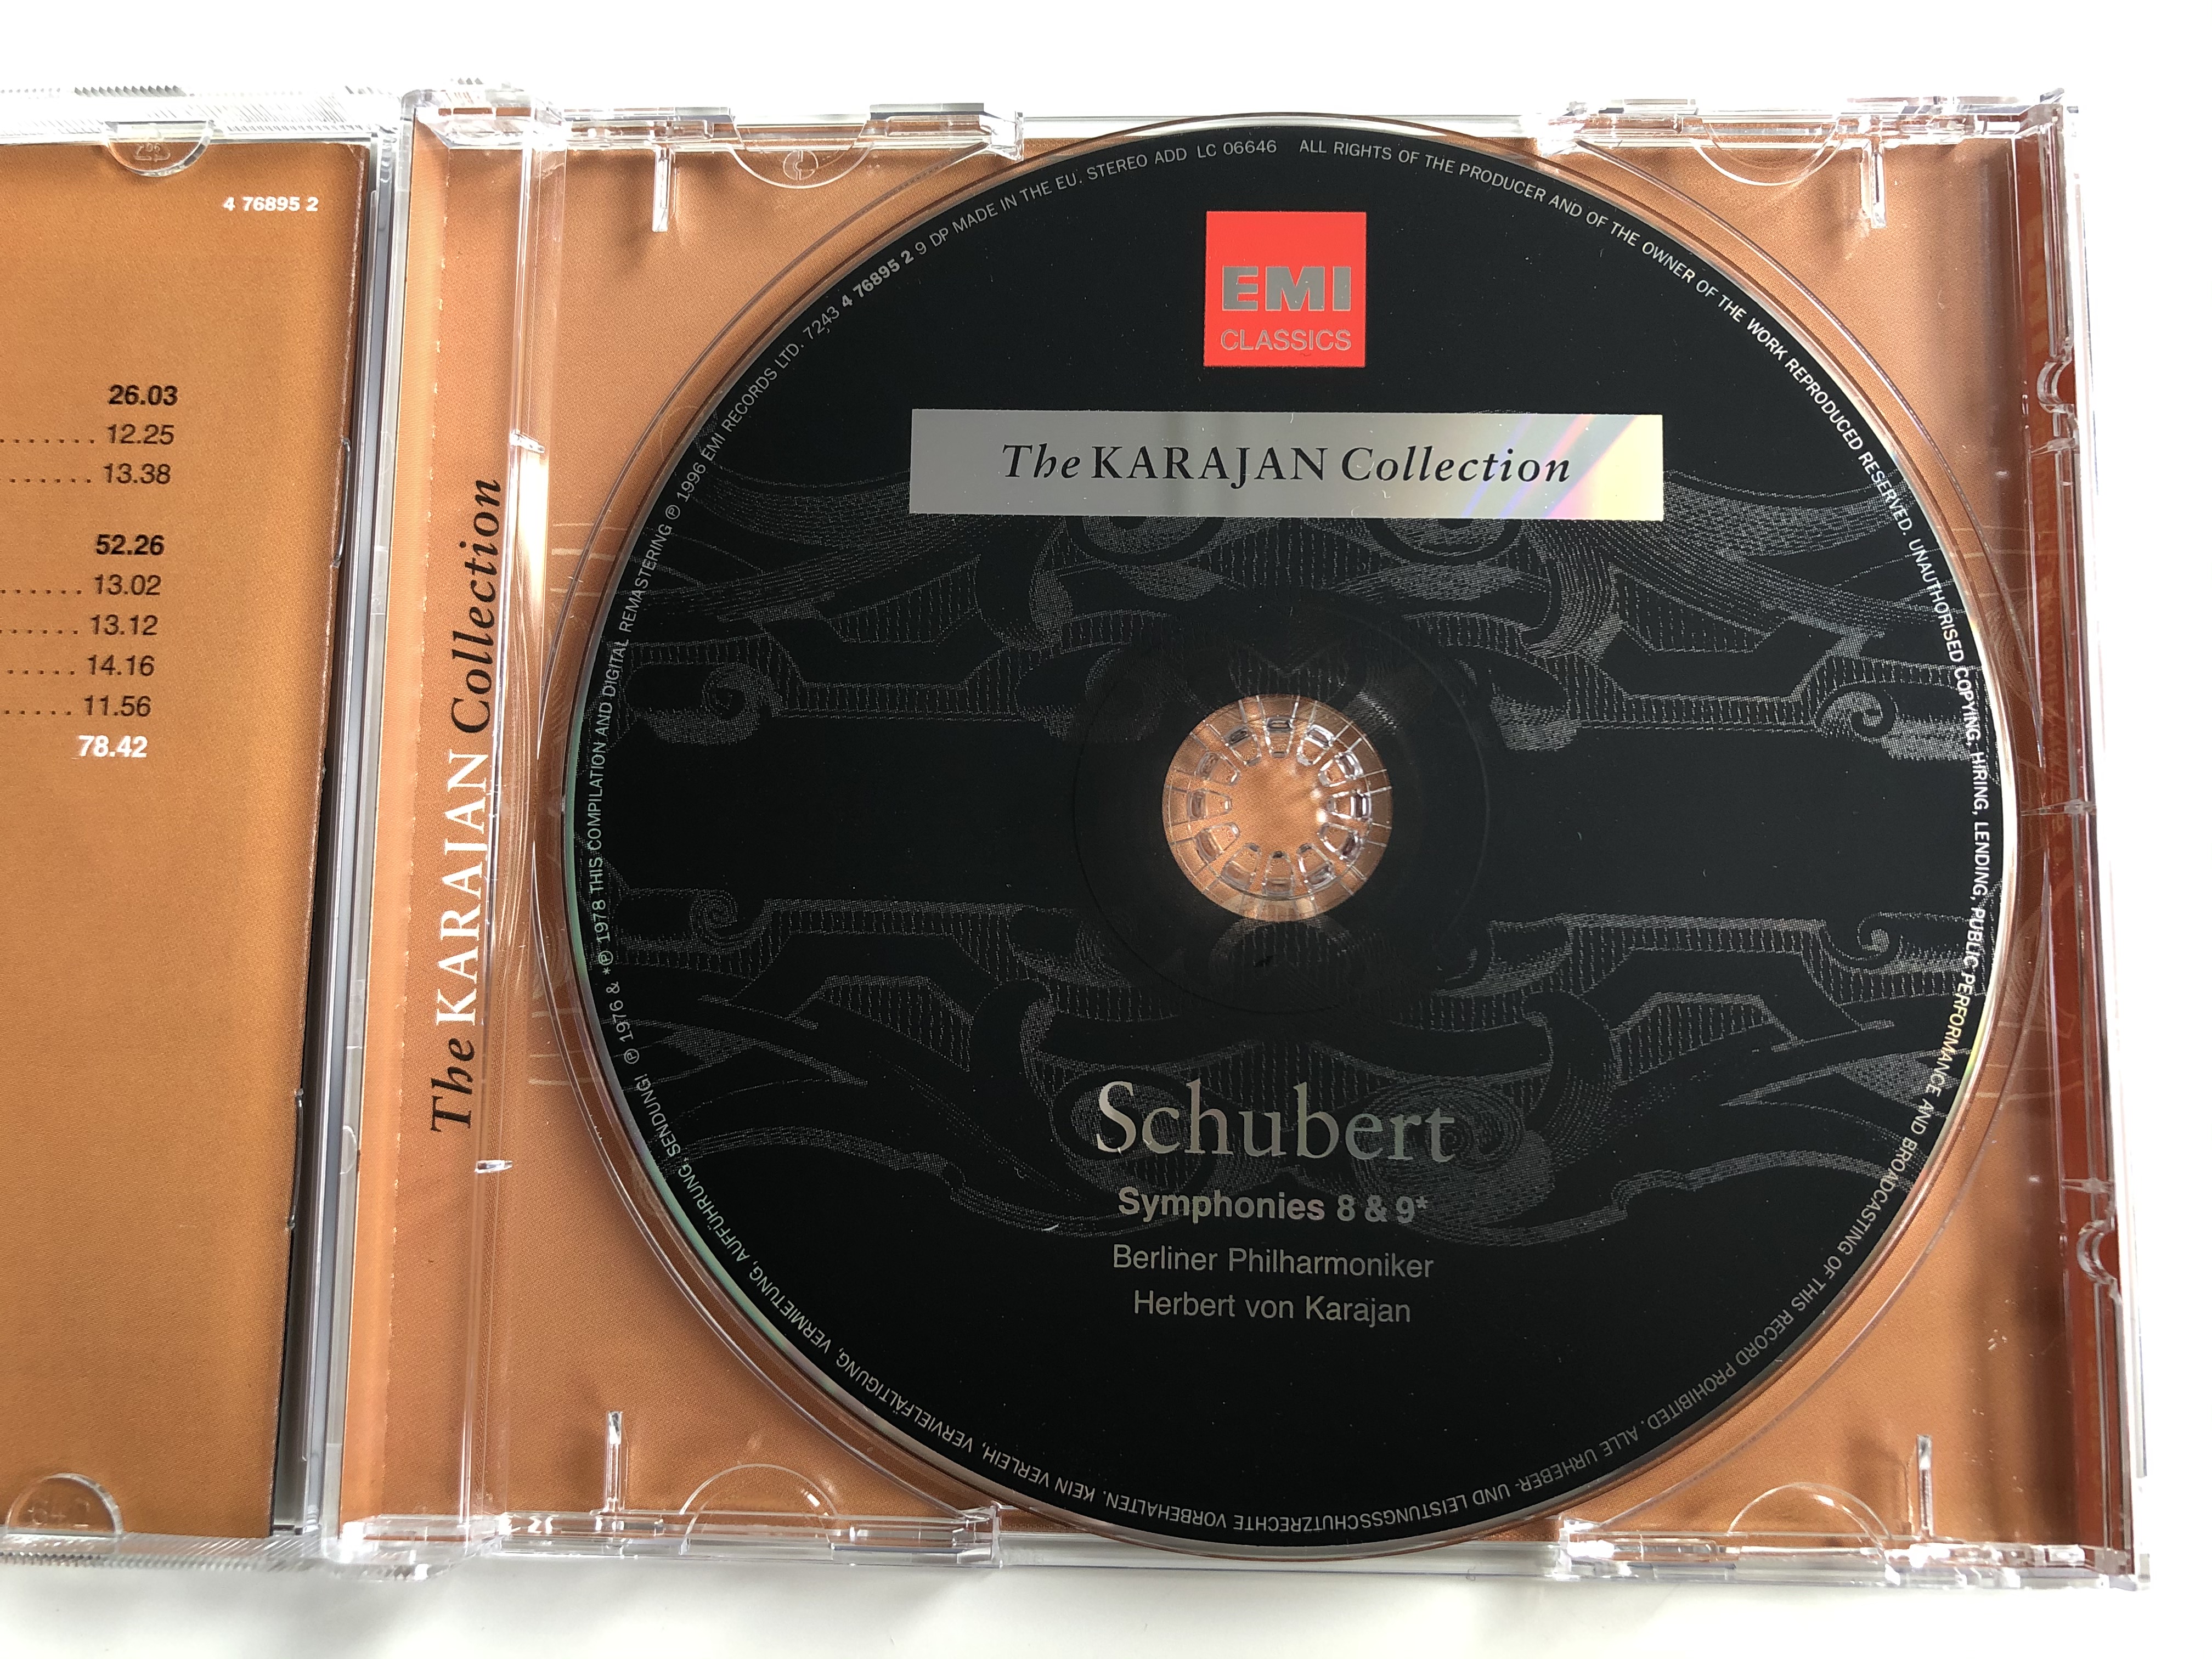 4 76895 2
26.03
....... 12.25
...... 13.38
52.26
...... 13.02
...... 13.12
..... 14.16
..... 11.56
78.42
The KARAJAN Collection
EMI
CLASSICS
The KARAJAN Collection
Schubert
Symphonies 8 & 9*
Berliner Philharmoniker
Herbert von Karajan
℗ 1976 & *℗ 1978 THIS COMPILATION AND DIGITAL REMASTERING ℗ 1996 EMI RECORDS LTD. 7243 4 76895 2 9 DP MADE IN THE EU. STEREO ADD LC 06646 ALL RIGHTS OF THE PRODUCER AND OF THE OWNER OF THE WORK REPRODUCED RESERVED. UNAUTHORISED COPYING, HIRING, LENDING, PUBLIC PERFORMANCE AND BROADCASTING OF THIS RECORD PROHIBITED. ALLE URHEBER- UND LEISTUNGSSCHUTZRECHTE VORBEHALTEN. KEIN VERLEIH, VERVIELFÄLTIGUNG, VERMIETUNG, AUFFÜHRUNG, SENDUNG!